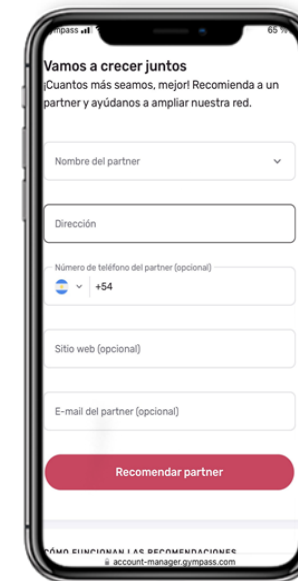 65 %
Vamos a crecer juntos
¡Cuantos más seamos, mejor! Recomienda a un
partner y ayúdanos a ampliar nuestra red.
Nombre del partner
Dirección
Número de teléfono del partner (opcional)
+54
Sitio web (opcional)
E-mail del partner (opcional)
Recomendar partner
CÓMO FUNCIONAN LAS RECOMENDACIONES
account-manager.gympass.com